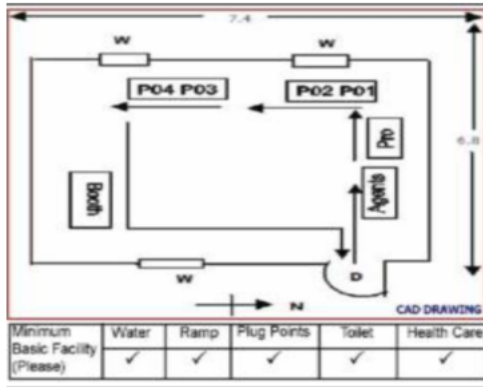 7.4
W
W
P04 P03
P02 P01
Pro
6.8
Booth
Agents
W
D
N
CAD DRAWING
Minimum Basic Facility (Please)
Water
Ramp
Plug Points
Toilet
Health Care
✓ ✓ ✓ ✓ ✓